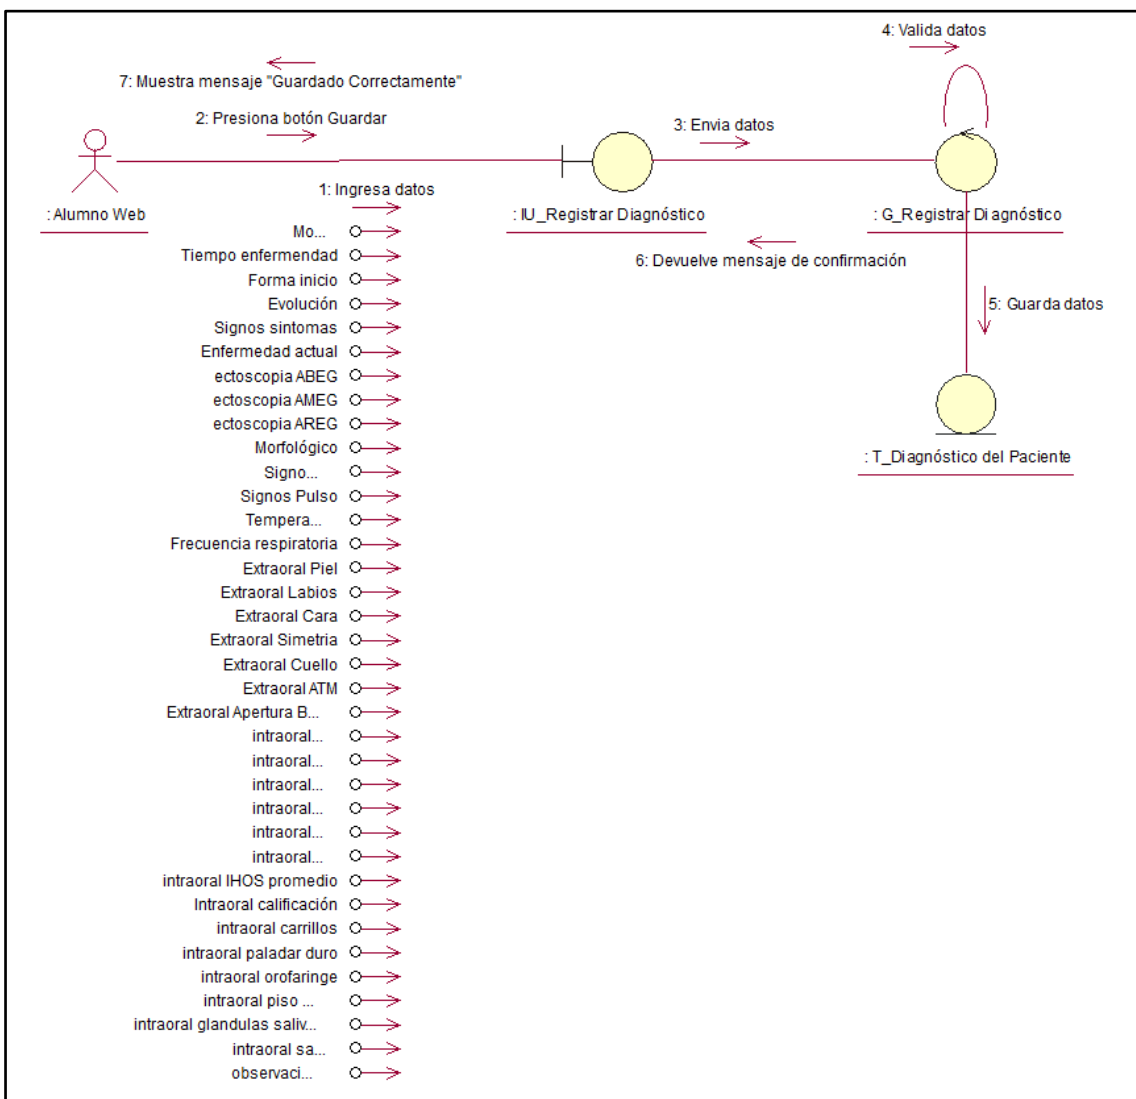 4: Valida datos
7: Muestra mensaje "Guardado Correctamente"
2: Presiona botón Guardar
3: Envia datos
1: Ingresa datos
: Alumno Web
: IU_Registrar Diagnóstico
: G_Registrar Diagnóstico
Mo...
6: Devuelve mensaje de confirmación
Tiempo enfermendad
Forma inicio
Evolución
5: Guarda datos
Signos sintomas
Enfermedad actual
ectoscopia ABEG
ectoscopia AMEG
ectoscopia AREG
Morfológico
: T_Diagnóstico del Paciente
Signo...
Signos Pulso
Tempera...
Frecuencia respiratoria
Extraoral Piel
Extraoral Labios
Extraoral Cara
Extraoral Simetria
Extraoral Cuello
Extraoral ATM
Extraoral Apertura B...
intraoral...
intraoral...
intraoral...
intraoral...
intraoral...
intraoral...
intraoral IHOS promedio
Intraoral calificación
intraoral carrillos
intraoral paladar duro
intraoral orofaringe
intraoral piso ...
intraoral glandulas saliv...
intraoral sa...
observaci...